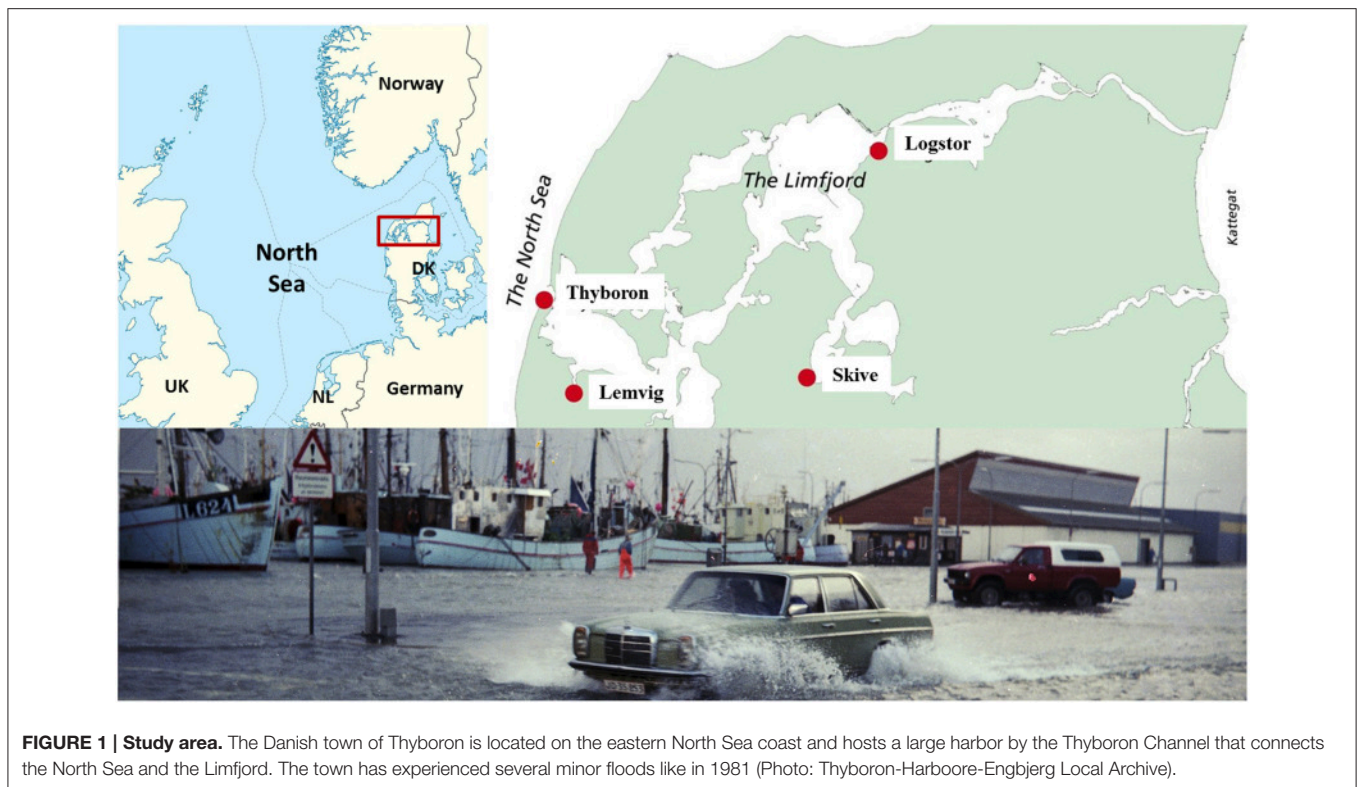 Norway
North
Sea
DK
UK
NL
Germany
The North Sea
Thyboron
Lemvig
The Limfjord
Logstor
Skive
Kattegat
L624
FIGURE 1 | Study area. The Danish town of Thyboron is located on the eastern North Sea coast and hosts a large harbor by the Thyboron Channel that connects
the North Sea and the Limfjord. The town has experienced several minor floods like in 1981 (Photo: Thyboron-Harboore-Engbjerg Local Archive).